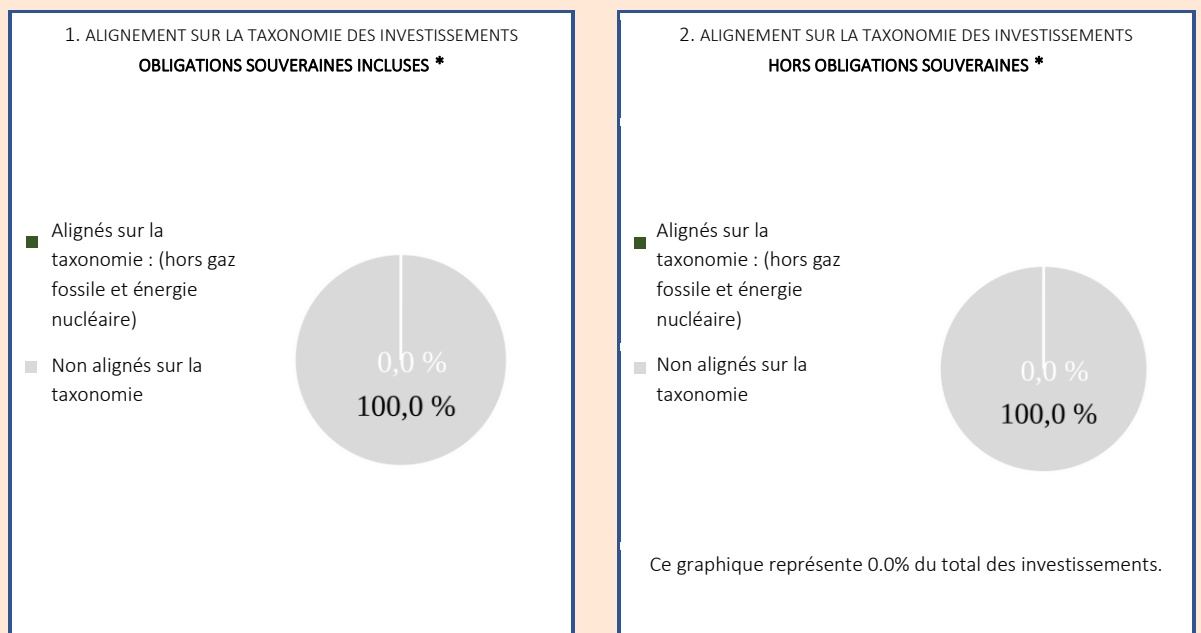 1. ALIGNEMENT SUR LA TAXONOMIE DES INVESTISSEMENTS
OBLIGATIONS SOUVERAINES INCLUSES *
Alignés sur la
taxonomie : (hors gaz
fossile et énergie
nucléaire)
Non alignés sur la
taxonomie
0,0 %
100,0 %
2. ALIGNEMENT SUR LA TAXONOMIE DES INVESTISSEMENTS
HORS OBLIGATIONS SOUVERAINES *
Alignés sur la
taxonomie : (hors gaz
fossile et énergie
nucléaire)
Non alignés sur la
taxonomie
0,0 %
100,0 %
Ce graphique représente 0.0% du total des investissements.